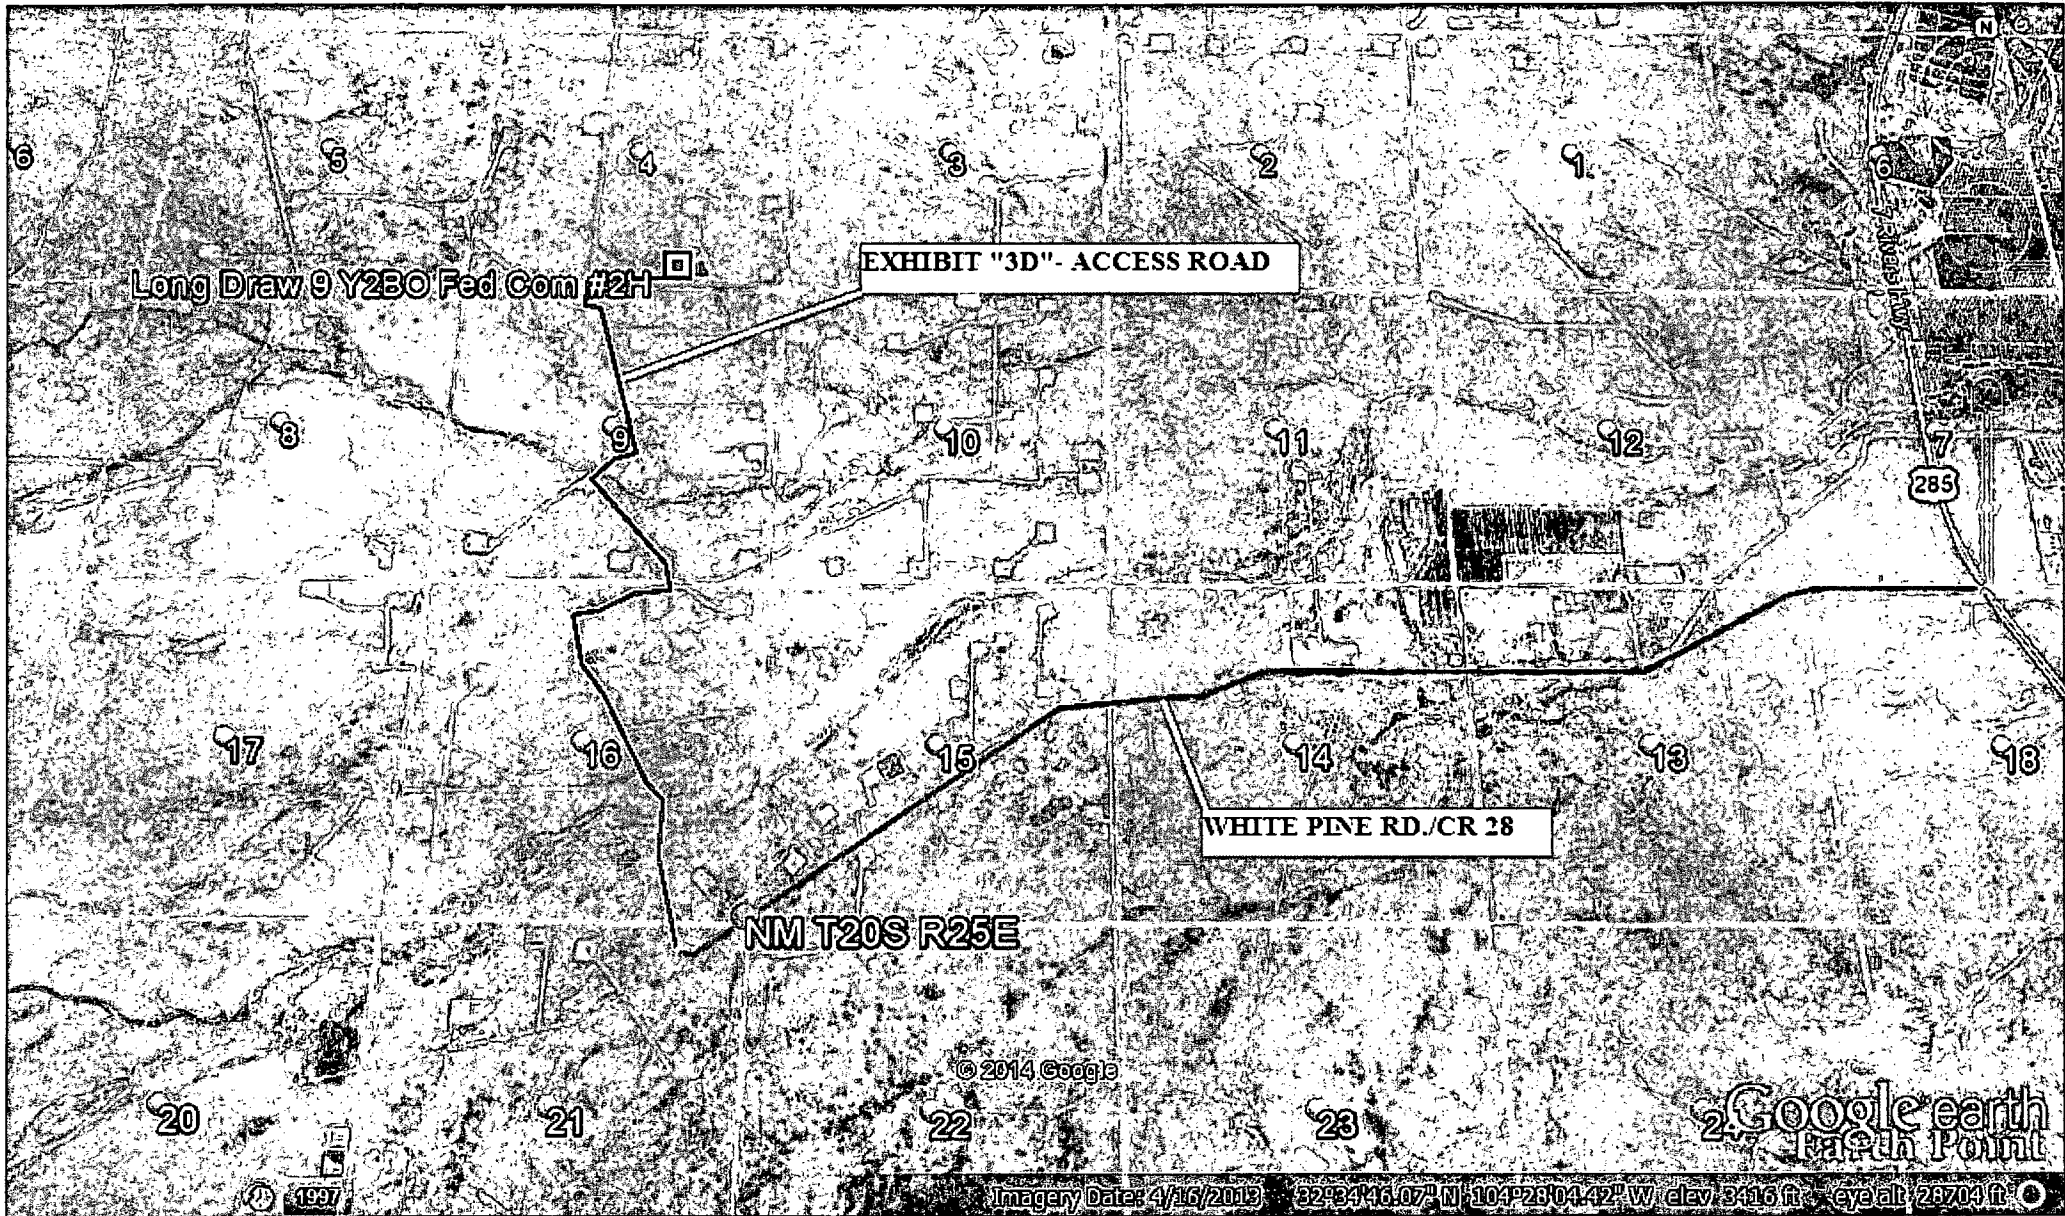 N
6 5 4 3 2 1 6
EXHIBIT "3D"- ACCESS ROAD
Long Draw 9 Y2BO Fed Com #2H
8 9 10 11 12 7
285
17 16 15 14 13 18
WHITE PINE RD./CR 28
NM T20S R25E
© 2014 Google
20 21 22 23
Google earth
Earth Point
1997
Imagery Date: 4/16/2013 32°34'46.07" N 104°28'04.42" W elev 3416 ft eye alt 28704 ft